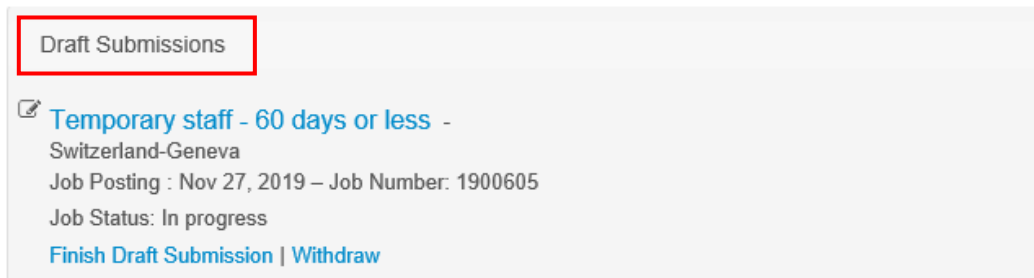 Draft Submissions
Temporary staff - 60 days or less -
Switzerland-Geneva
Job Posting : Nov 27, 2019 – Job Number: 1900605
Job Status: In progress
Finish Draft Submission | Withdraw